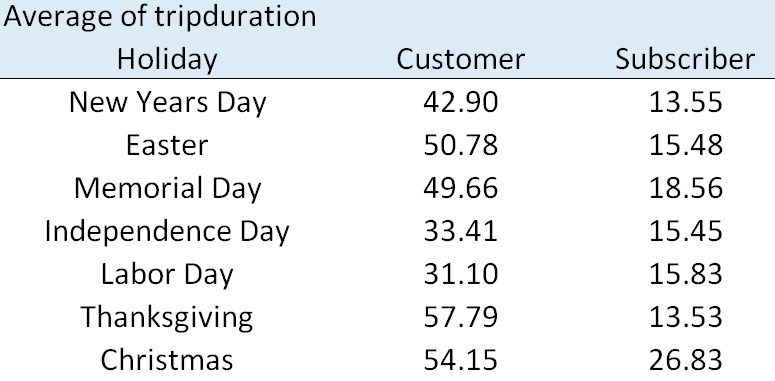 Average of tripduration
Holiday Customer Subscriber
New Years Day 42.90 13.55
Easter 50.78 15.48
Memorial Day 49.66 18.56
Independence Day 33.41 15.45
Labor Day 31.10 15.83
Thanksgiving 57.79 13.53
Christmas 54.15 26.83